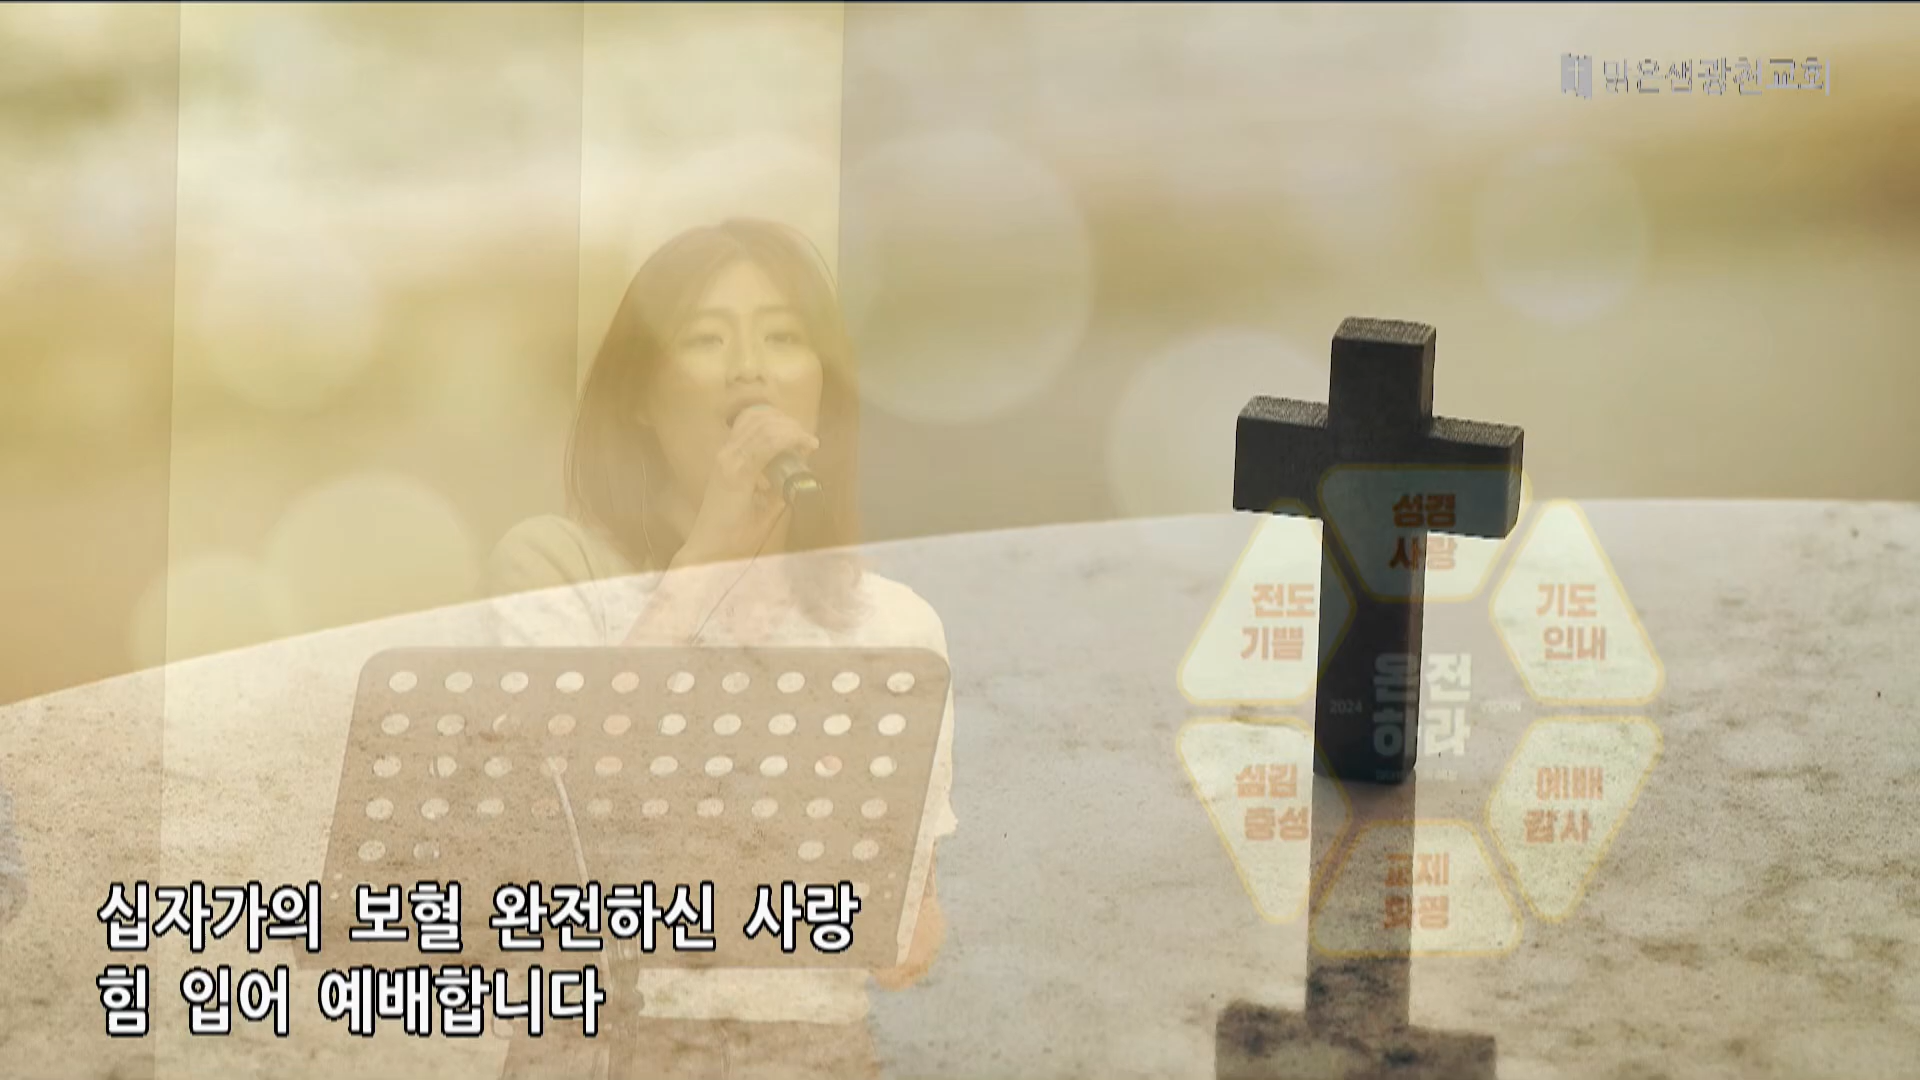 맑은샘광천교회
십자가의 보혈 완전하신 사랑
힘 입어 예배합니다
성경
사랑
전도
기쁨
기도
인내
온전
하라
2024
섬김
충성
예배
감사
교제
화평